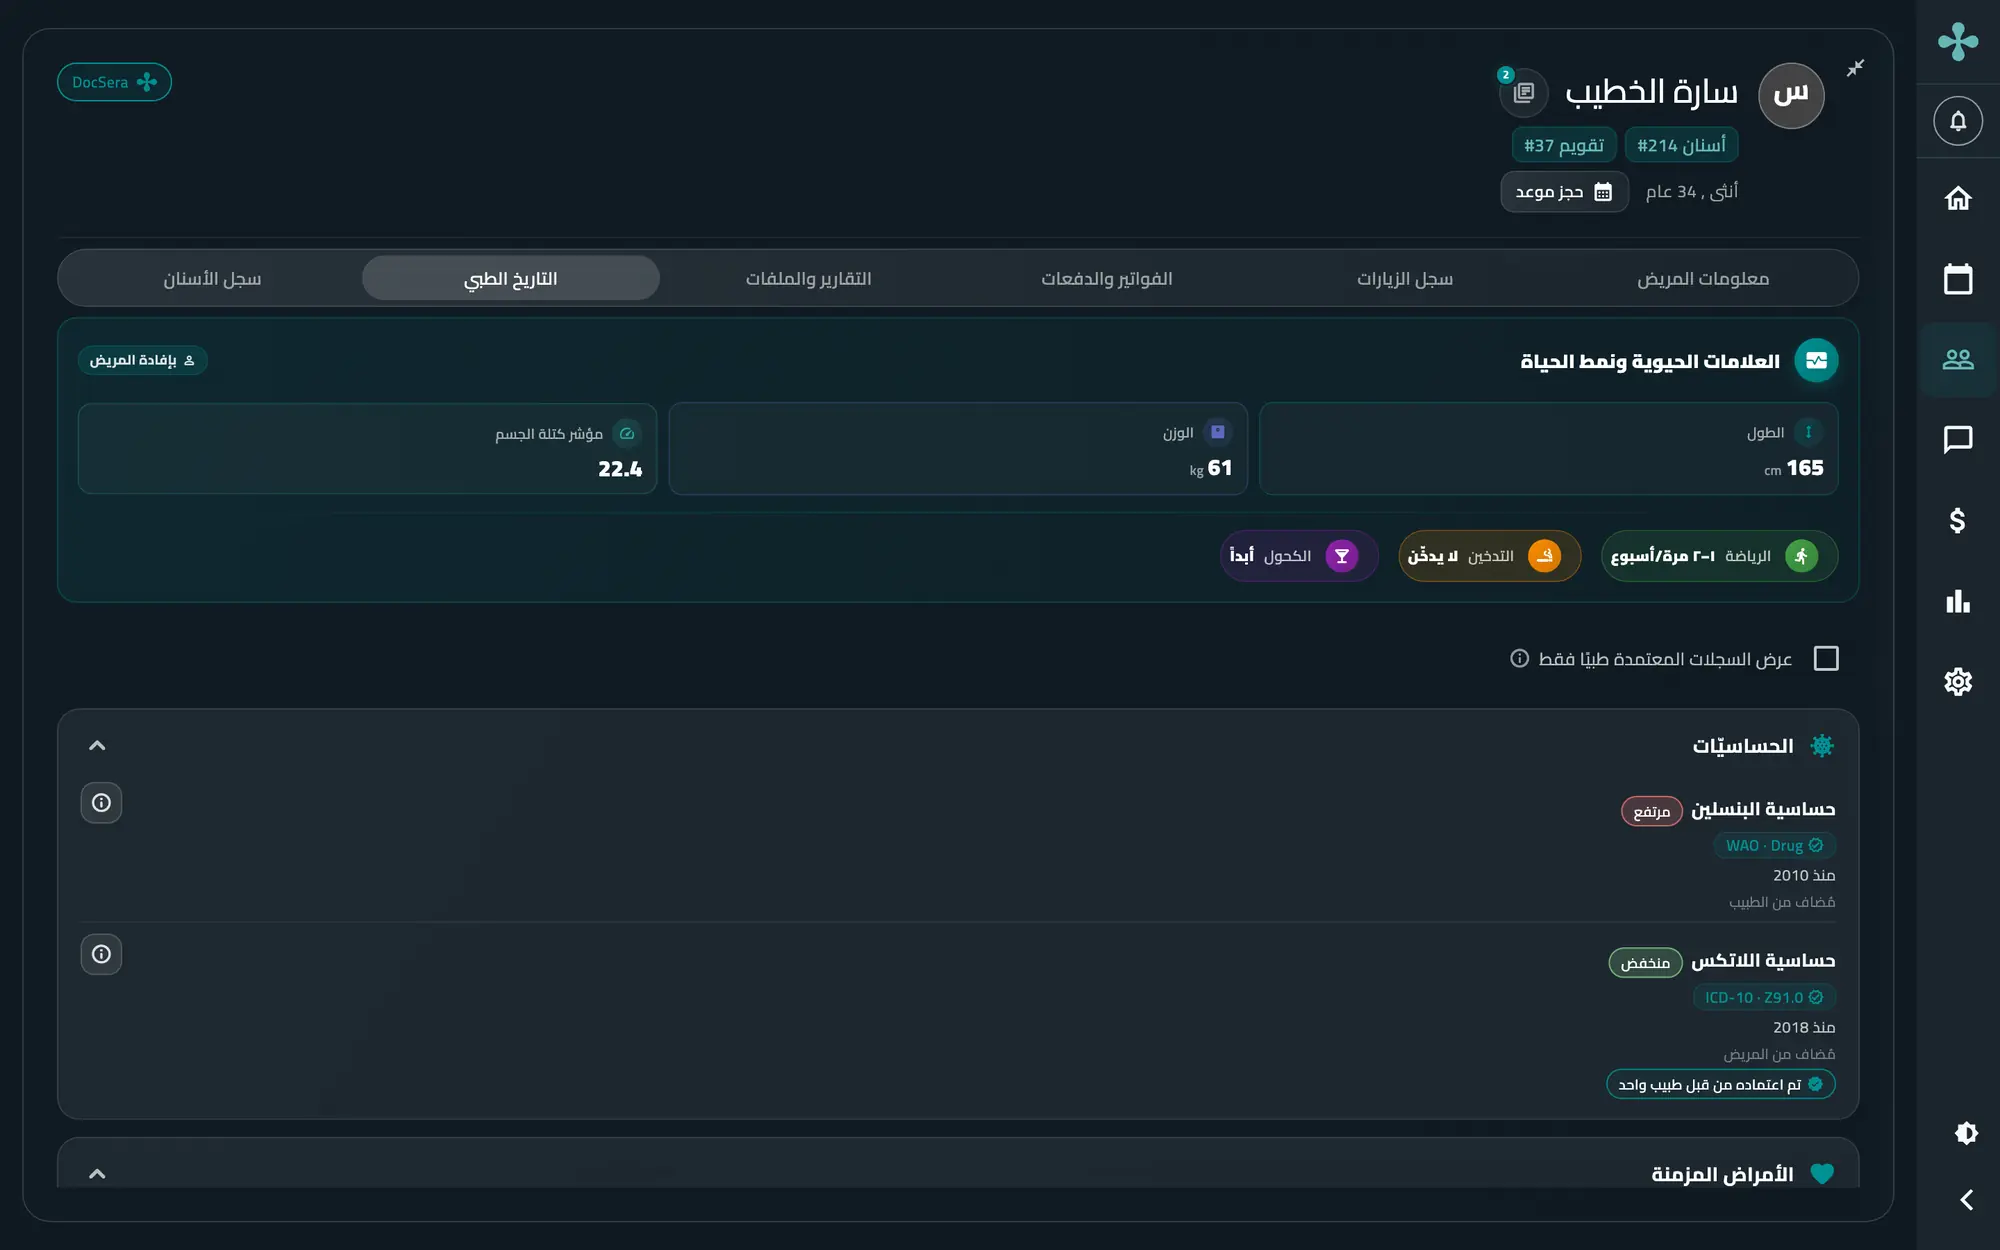 سارة الخطيب
س
2
DocSera
أسنان 214#
تقويم 37#
أنثى , 34 عام
حجز موعد
معلومات المريض
سجل الزيارات
الفواتير والدفعات
التقارير والملفات
التاريخ الطبي
سجل الأسنان
العلامات الحيوية ونمط الحياة
بإفادة المريض
الطول
165 cm
الوزن
61 kg
مؤشر كتلة الجسم
22.4
الرياضة ١-٢ مرة/أسبوع
التدخين لا يدخّن
الكحول أبداً
عرض السجلات المعتمدة طبيًا فقط
الحساسيّات
حساسية البنسلين مرتفع
WAO · Drug
منذ 2010
مُضاف من الطبيب
حساسية اللاتكس منخفض
ICD-10 · Z91.0
منذ 2018
مُضاف من المريض
تم اعتماده من قبل طبيب واحد
الأمراض المزمنة